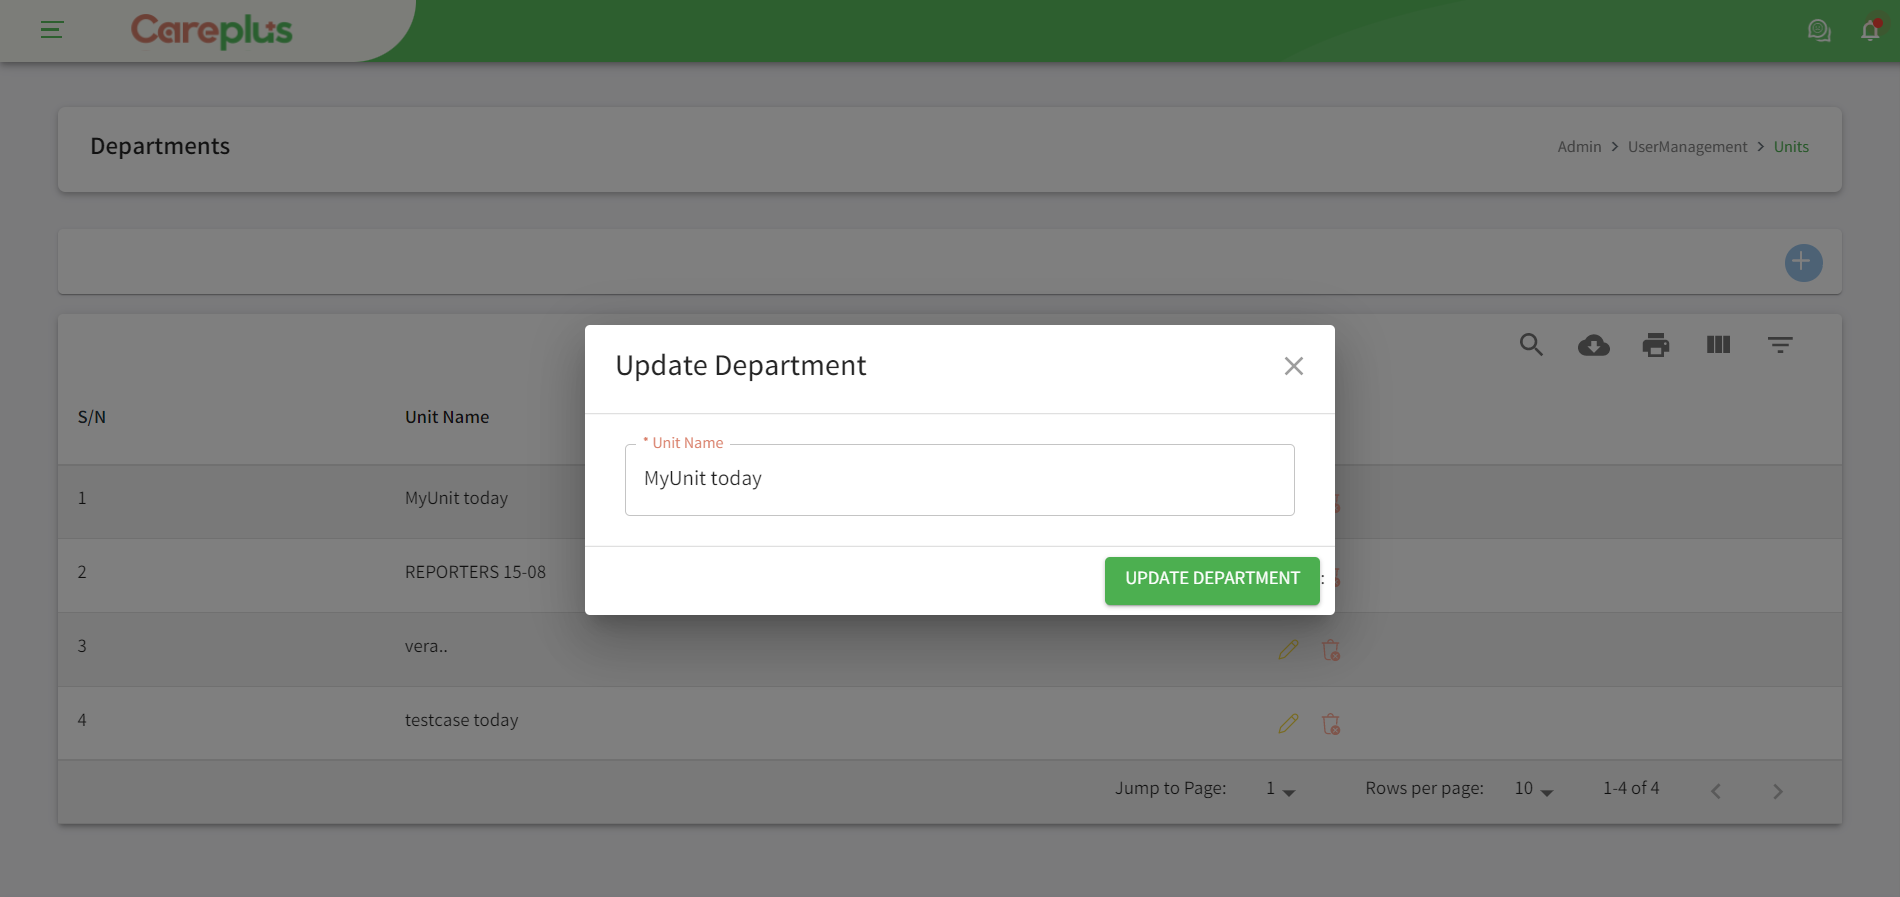 Careplus
Departments
Admin > UserManagement > Units
Update Department
S/N Unit Name
* Unit Name
MyUnit today
1 MyUnit today
2 REPORTERS 15-08
UPDATE DEPARTMENT :
3 vera..
4 testcase today
Jump to Page: 1 Rows per page: 10 1-4 of 4